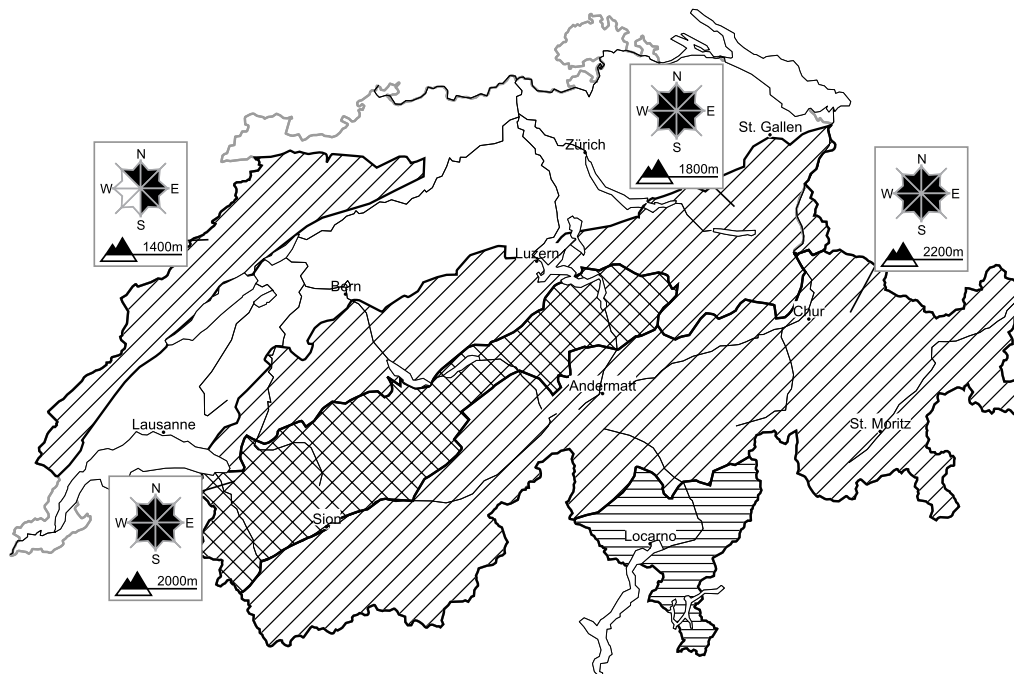 N
W E
S
1800m
St. Gallen
Zürich
N
W E
S
1400m
N
W E
S
2200m
Luzern
Bern
Chur
Andermatt
Lausanne
St. Moritz
N
W E
S
2000m
Sion
Locarno